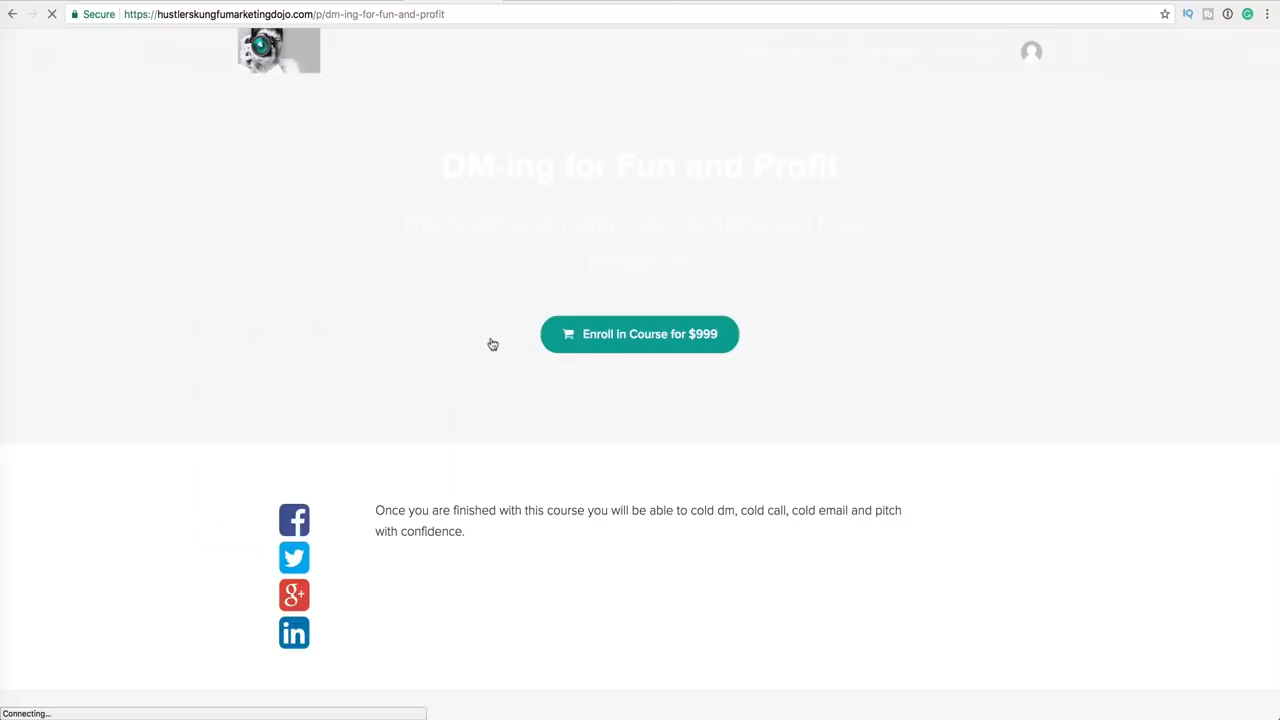 Secure
https://hustlerskungfumarketingdojo.com/p/dm-ing-for-fun-and-profit
DM-ing for Fun and Profit
Enroll in Course for $999
Once you are finished with this course you will be able to cold dm, cold call, cold email and pitch
with confidence.
Connecting...